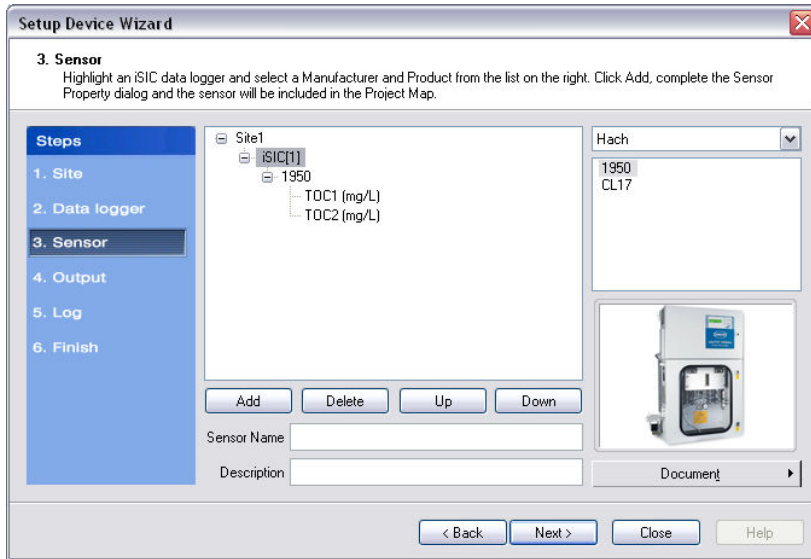 Setup Device Wizard
3. Sensor
Highlight an iSIC data logger and select a Manufacturer and Product from the list on the right. Click Add, complete the Sensor
Property dialog and the sensor will be included in the Project Map.
Steps
1. Site
2. Data logger
3. Sensor
4. Output
5. Log
6. Finish
Site1
iSIC[1]
1950
TOC1 (mg/L)
TOC2 (mg/L)
Hach
1950
CL17
Add
Delete
Up
Down
Sensor Name
Description
Document
< Back
Next >
Close
Help